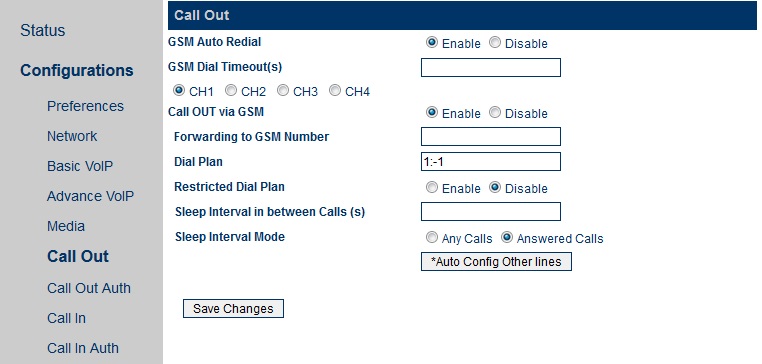 Status
Configurations
Preferences
Network
Basic VoIP
Advance VoIP
Media
Call Out
Call Out Auth
Call In
Call In Auth
Call Out
GSM Auto Redial Enable Disable
GSM Dial Timeout(s)
CH1 CH2 CH3 CH4
Call OUT via GSM Enable Disable
Forwarding to GSM Number
Dial Plan 1:-1
Restricted Dial Plan Enable Disable
Sleep Interval in between Calls (s)
Sleep Interval Mode Any Calls Answered Calls
*Auto Config Other lines
Save Changes